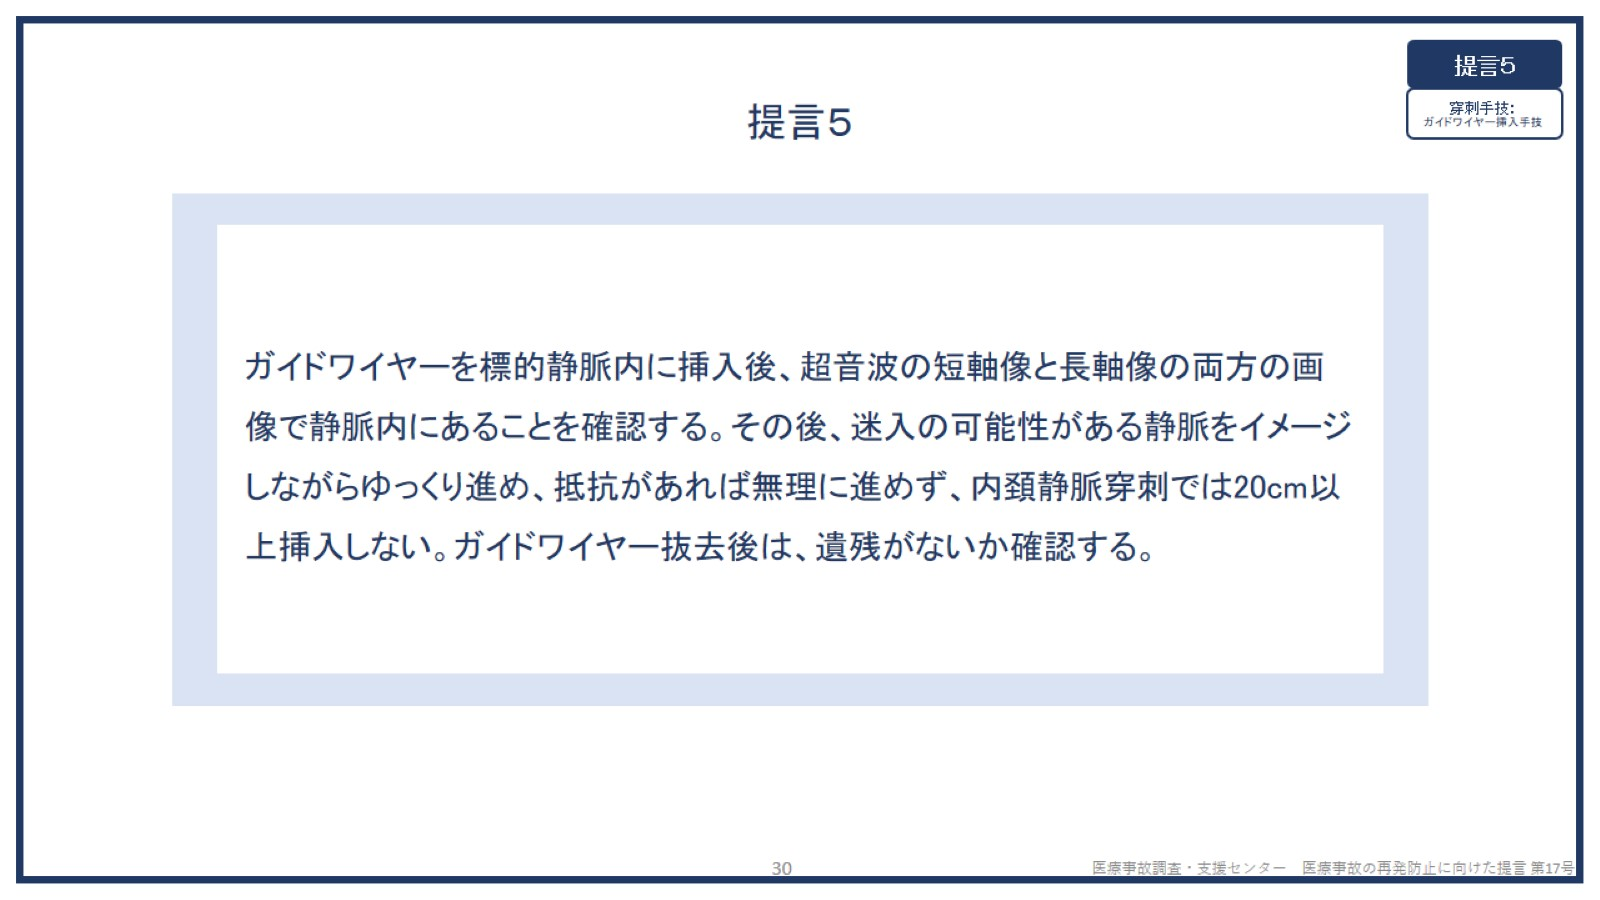 提言５
穿刺手技：
ガイドワイヤー挿入手技
提言５
ガイドワイヤーを標的静脈内に挿入後、超音波の短軸像と長軸像の両方の画
像で静脈内にあることを確認する。その後、迷入の可能性がある静脈をイメージ
しながらゆっくり進め、抵抗があれば無理に進めず、内頚静脈穿刺では20cm以
上挿入しない。ガイドワイヤー抜去後は、遺残がないか確認する。
30
医療事故調査・支援センター　医療事故の再発防止に向けた提言 第17号